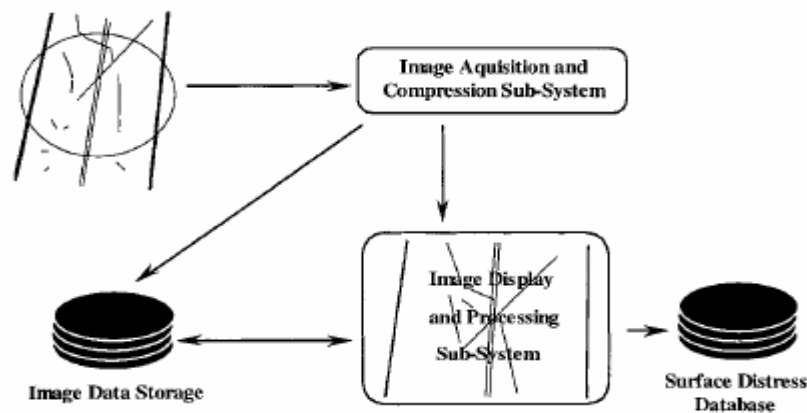 Image Aquisition and
Compression Sub-System
Image Display
and Processing
Sub-System
Image Data Storage
Surface Distress
Database